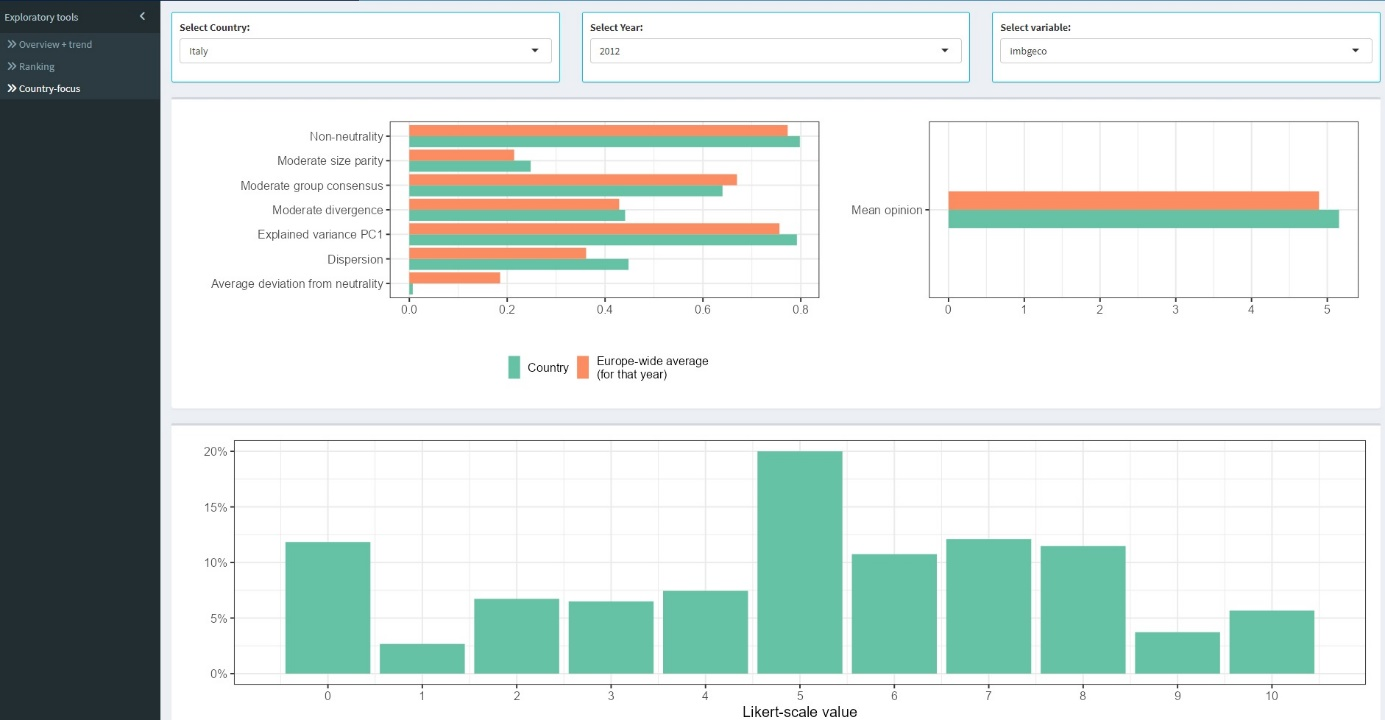 Exploratory tools
Overview + trend
Ranking
Country-focus
Select Country:
Italy
Select Year:
2012
Select variable:
imbgeco
Non-neutrality
Moderate size parity
Moderate group consensus
Moderate divergence
Explained variance PC1
Dispersion
Average deviation from neutrality
0.0 0.2 0.4 0.6 0.8
Mean opinion
0 1 2 3 4 5
Country
Europe-wide average
(for that year)
20%
15%
10%
5%
0%
0 1 2 3 4 5 6 7 8 9 10
Likert-scale value